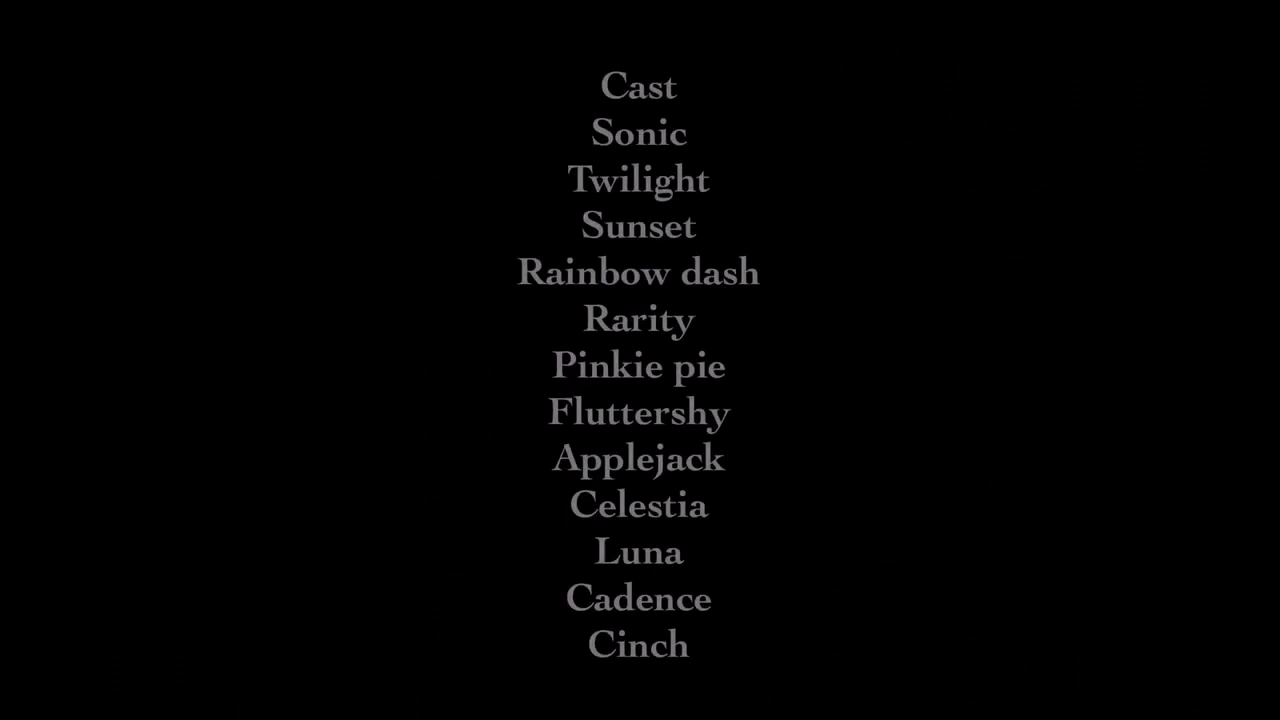 Cast
Sonic
Twilight
Sunset
Rainbow dash
Rarity
Pinkie pie
Fluttershy
Applejack
Celestia
Luna
Cadence
Cinch